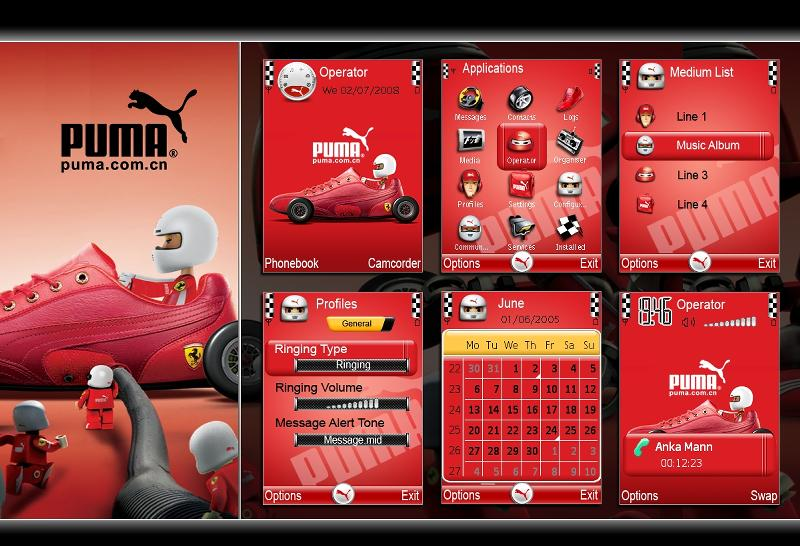 PUMA®
puma.com.cn
Operator
We 02/07/2008
PUMA
puma.com.cn
Phonebook Camcorder
Applications
Messages Contacts Logs
Media Operator Organiser
Profiles Settings Configur..
Commun... Services Installed
PUMA
Options Exit
Medium List
Line 1
Music Album
Line 3
Line 4
PUMA
Options Exit
Profiles
General
Ringing Type
Ringing
Ringing Volume
Message Alert Tone
Message.mid
PUMA
Options Exit
June
01/06/2005
Mo Tu We Th Fr Sa Su
22 30 31 1 2 3 4 5
23 6 7 8 9 10 11 12
24 13 14 15 16 17 18 19
25 20 21 22 23 24 25 26
26 27 28 29 30 1 2 3
27 4 5 6 7 8 9 10
Options Exit
Operator
PUMA
puma.com.cn
Anka Mann
00:12:23
Options Swap